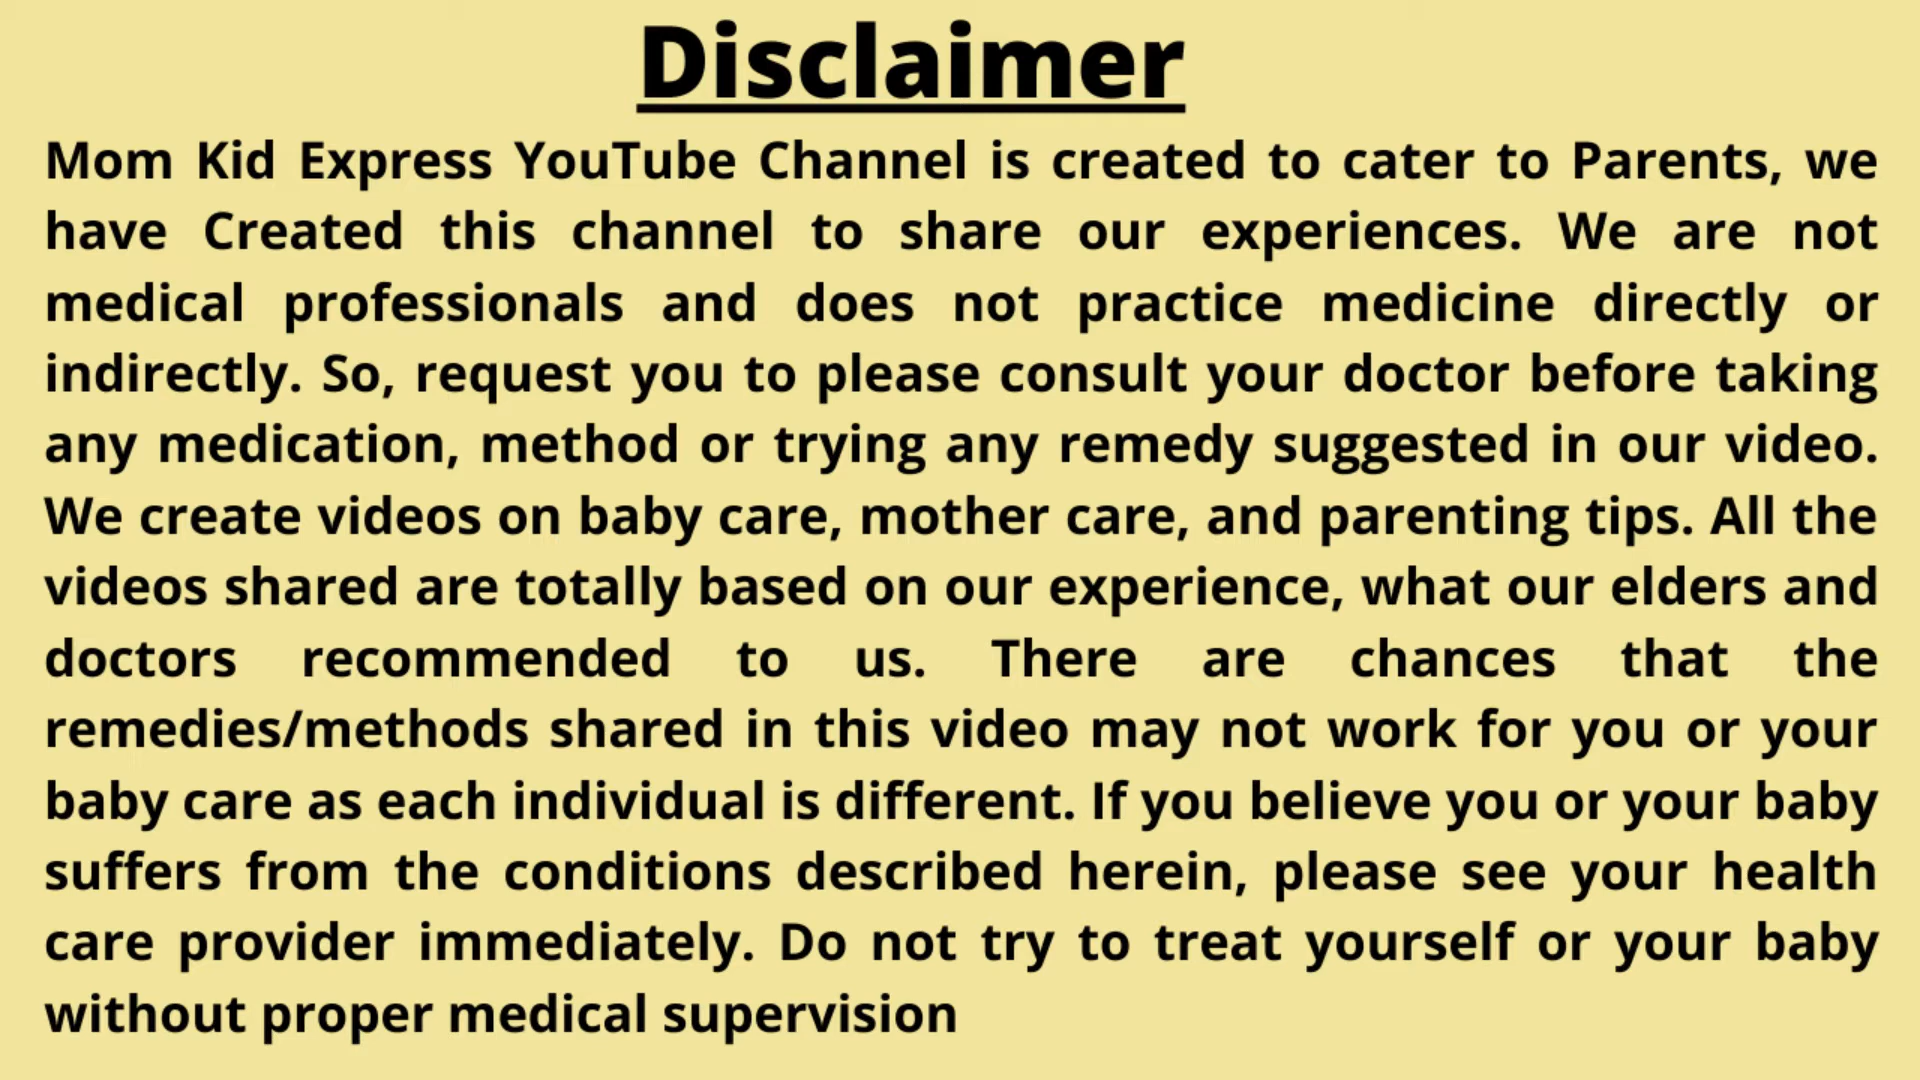 Disclaimer
Mom Kid Express YouTube Channel is created to cater to Parents, we
have Created this channel to share our experiences. We are not
medical professionals and does not practice medicine directly or
indirectly. So, request you to please consult your doctor before taking
any medication, method or trying any remedy suggested in our video.
We create videos on baby care, mother care, and parenting tips. All the
videos shared are totally based on our experience, what our elders and
doctors recommended to us. There are chances that the
remedies/methods shared in this video may not work for you or your
baby care as each individual is different. If you believe you or your baby
suffers from the conditions described herein, please see your health
care provider immediately. Do not try to treat yourself or your baby
without proper medical supervision